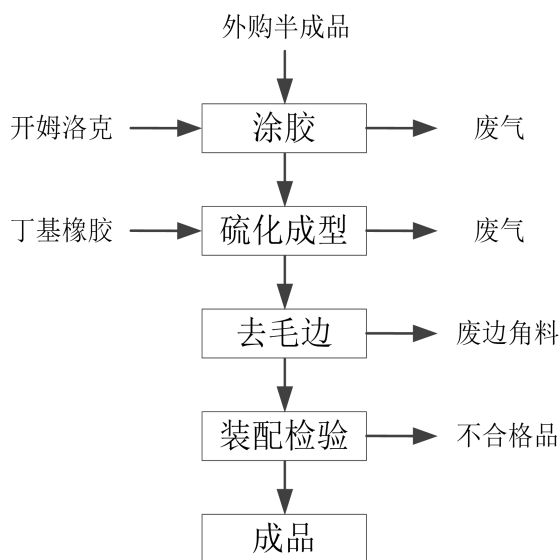 外购半成品
开姆洛克
涂胶
废气
丁基橡胶
硫化成型
废气
去毛边
废边角料
装配检验
不合格品
成品